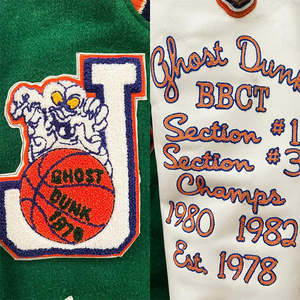 J
GHOST
DUNK
1978
Ghost Dunk
BBCT
Section #1
Section #3
Champs
1980 1982
Est. 1978